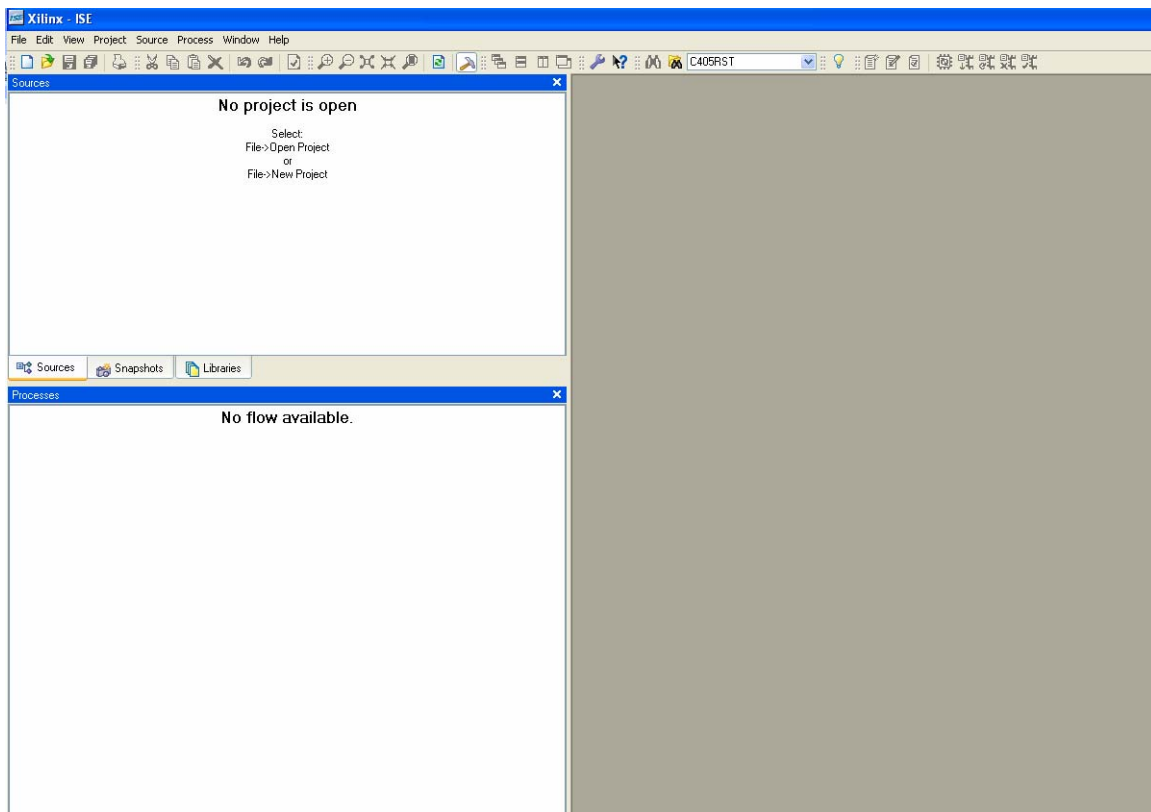 Xilinx - ISE
File Edit View Project Source Process Window Help
C405RST
Sources
No project is open
Select:
File->Open Project
or
File->New Project
Sources Snapshots Libraries
Processes
No flow available.